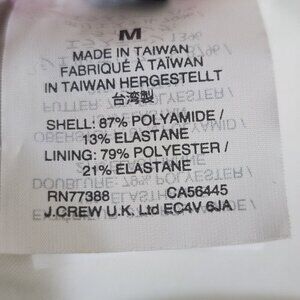 M
MADE IN TAIWAN
FABRIQUÉ À TAÏWAN
IN TAIWAN HERGESTELLT
台湾製
SHELL: 87% POLYAMIDE /
13% ELASTANE
LINING: 79% POLYESTER /
21% ELASTANE
RN77388 CA56445
J.CREW U.K. Ltd EC4V 6JA